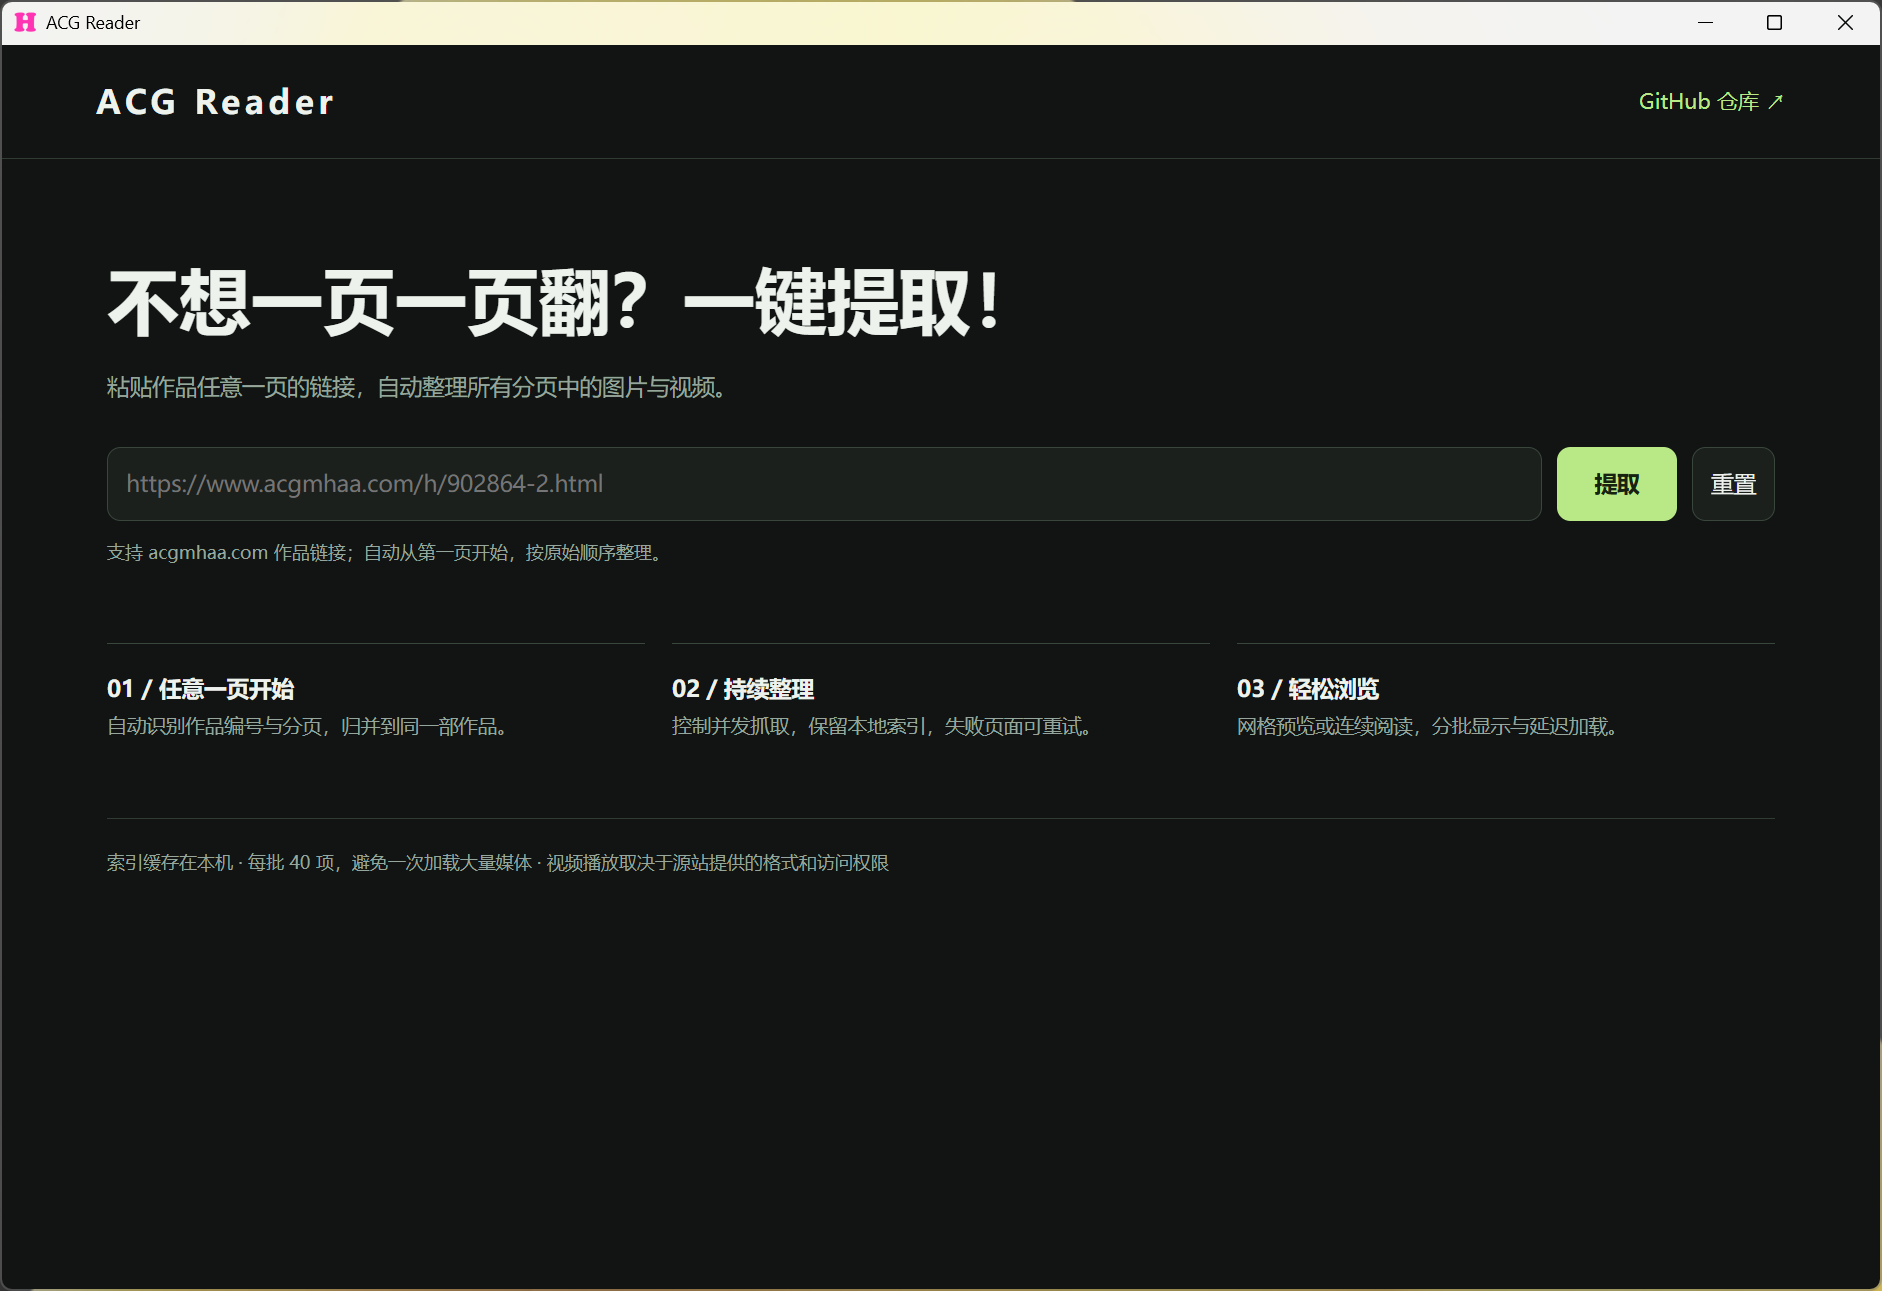 ACG Reader
ACG Reader
GitHub 仓库 ↗
不想一页一页翻？一键提取！
粘贴作品任意一页的链接，自动整理所有分页中的图片与视频。
https://www.acgmhaa.com/h/902864-2.html
提取
重置
支持 acgmhaa.com 作品链接；自动从第一页开始，按原始顺序整理。
01 / 任意一页开始
自动识别作品编号与分页，归并到同一部作品。
02 / 持续整理
控制并发抓取，保留本地索引，失败页面可重试。
03 / 轻松浏览
网格预览或连续阅读，分批显示与延迟加载。
索引缓存在本机 · 每批 40 项，避免一次加载大量媒体 · 视频播放取决于源站提供的格式和访问权限